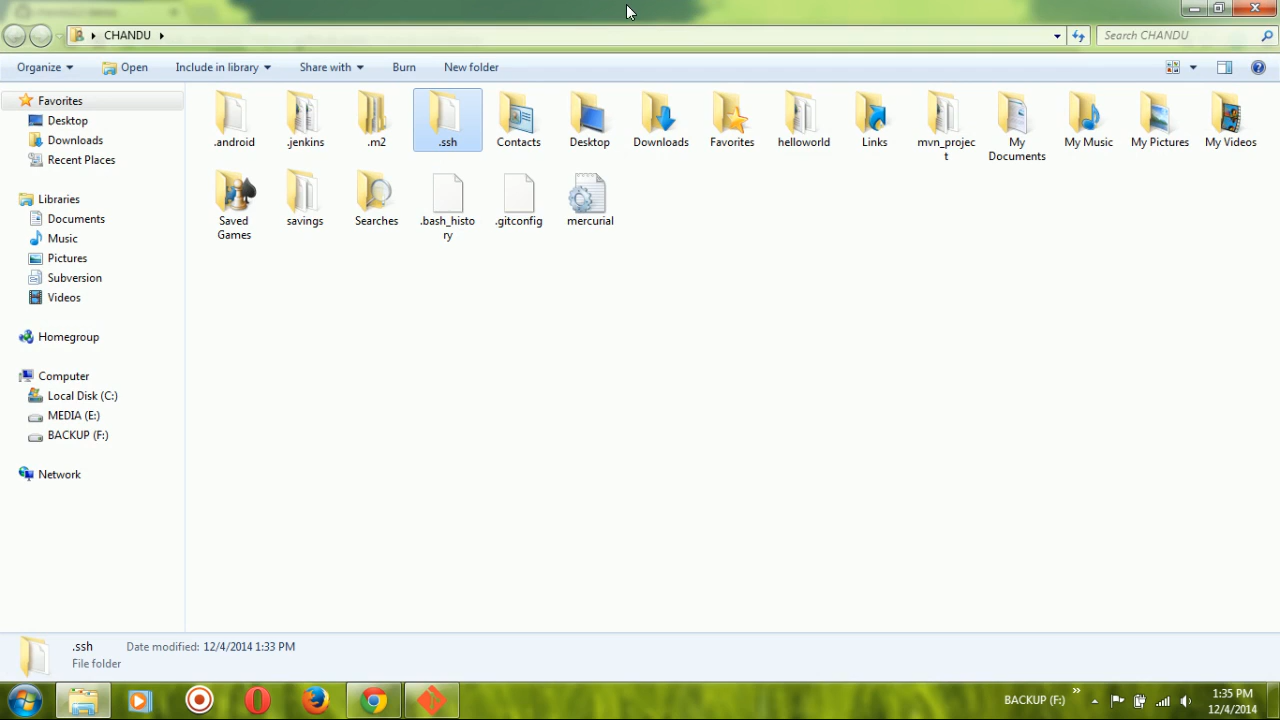 CHANDU
Search CHANDU
Organize
Open
Include in library
Share with
Burn
New folder
Favorites
Desktop
Downloads
Recent Places
Libraries
Documents
Music
Pictures
Subversion
Videos
Homegroup
Computer
Local Disk (C:)
MEDIA (E:)
BACKUP (F:)
Network
.android
.jenkins
.m2
.ssh
Contacts
Desktop
Downloads
Favorites
helloworld
Links
mvn_projec
t
My
Documents
My Music
My Pictures
My Videos
Saved
Games
savings
Searches
.bash_histo
ry
.gitconfig
mercurial
.ssh
Date modified: 12/4/2014 1:33 PM
File folder
BACKUP (F:)
»
1:35 PM
12/4/2014